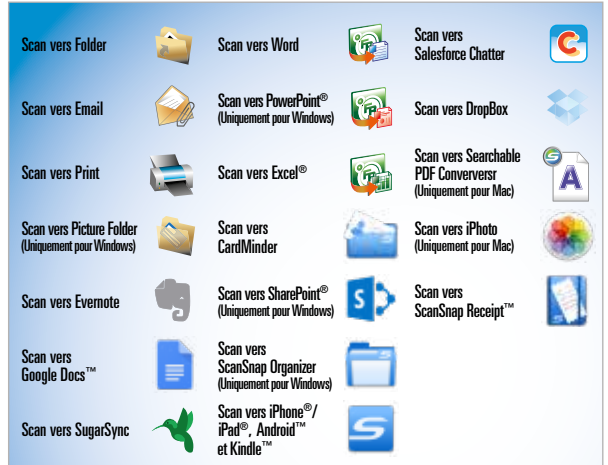 Scan vers Folder
Scan vers Email
Scan vers Print
Scan vers Picture Folder
(Uniquement pour Windows)
Scan vers Evernote
Scan vers
Google Docs™
Scan vers SugarSync
Scan vers Word
Scan vers PowerPoint®
(Uniquement pour Windows)
Scan vers Excel®
Scan vers
CardMinder
Scan vers SharePoint®
(Uniquement pour Windows)
Scan vers
ScanSnap Organizer
(Uniquement pour Windows)
Scan vers iPhone®/
iPad®, Android™
et Kindle™
Scan vers
Salesforce Chatter
Scan vers DropBox
Scan vers Searchable
PDF Converversr
(Uniquement pour Mac)
Scan vers iPhoto
(Uniquement pour Mac)
Scan vers
ScanSnap Receipt™